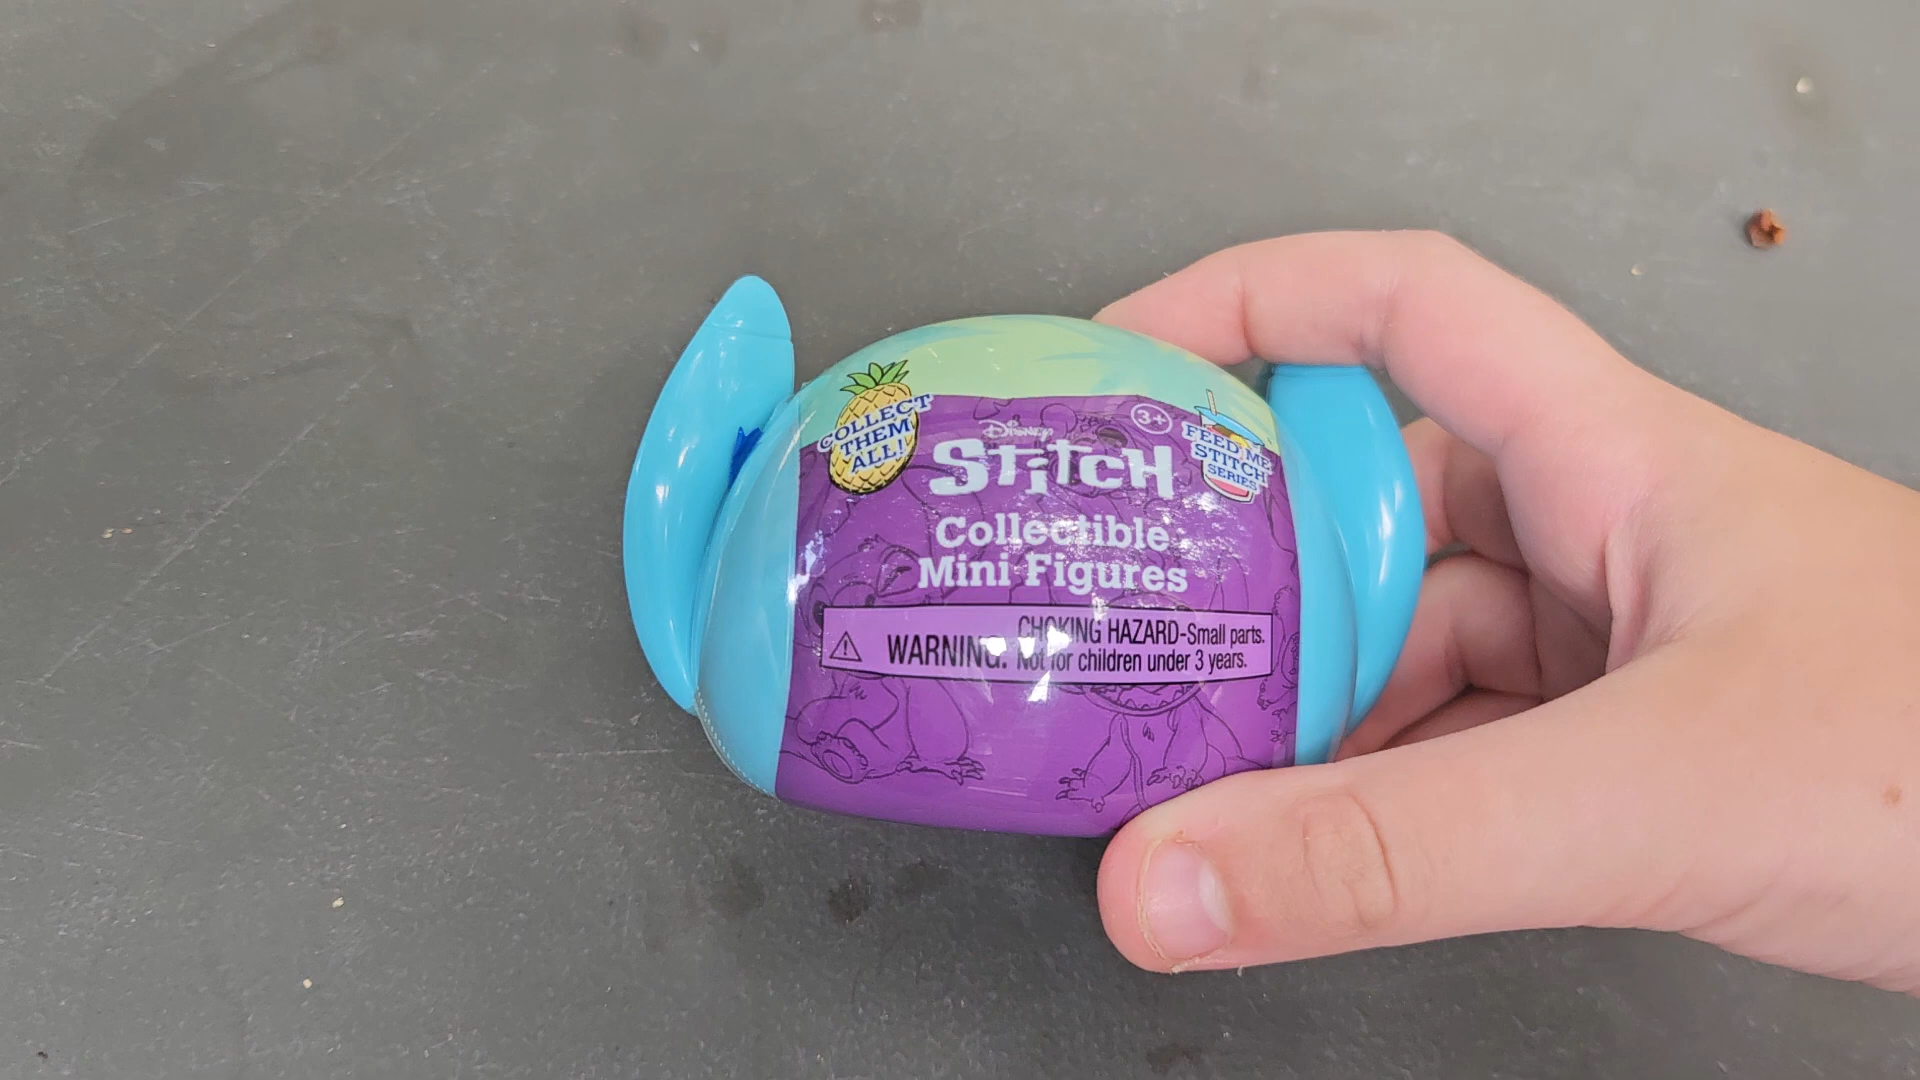 COLLECT
THEM
ALL!
Disney
STiTCH
3+
FEED ME
STITCH
SERIES
Collectible
Mini Figures
WARNING:
CHOKING HAZARD-Small parts.
Not for children under 3 years.